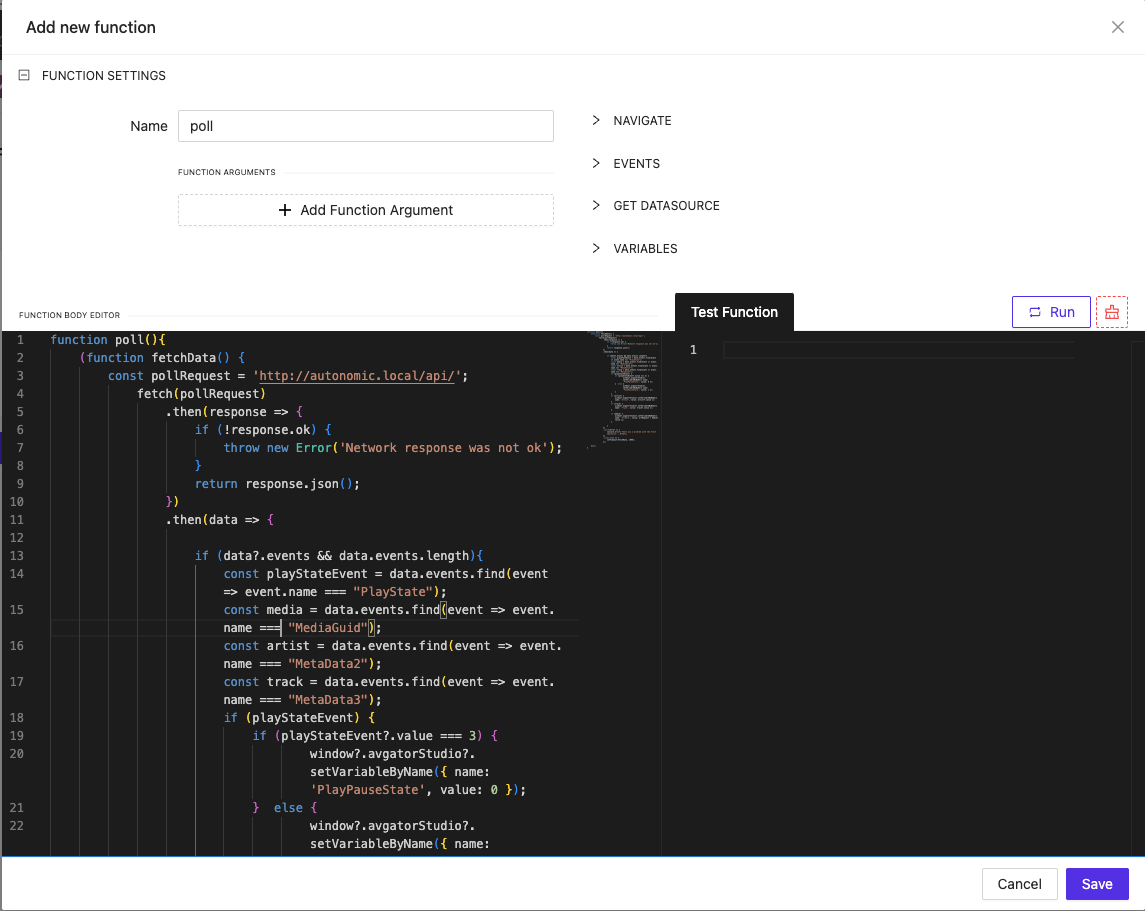 Add new function
FUNCTION SETTINGS
Name
poll
FUNCTION ARGUMENTS
+ Add Function Argument
NAVIGATE
EVENTS
GET DATASOURCE
VARIABLES
FUNCTION BODY EDITOR
Test Function
Run
1 function poll(){
2 (function fetchData() {
3 const pollRequest = 'http://autonomic.local/api/';
4 fetch(pollRequest)
5 .then(response => {
6 if (!response.ok) {
7 throw new Error('Network response was not ok');
8 }
9 return response.json();
10 })
11 .then(data => {
12
13 if (data?.events && data.events.length){
14 const playStateEvent = data.events.find(event
=> event.name === "PlayState");
15 const media = data.events.find(event => event.
name === "MediaGuid");
16 const artist = data.events.find(event => event.
name === "MetaData2");
17 const track = data.events.find(event => event.
name === "MetaData3");
18 if (playStateEvent) {
19 if (playStateEvent?.value === 3) {
20 window?.avgatorStudio?.
setVariableByName({ name:
'PlayPauseState', value: 0 });
21 } else {
22 window?.avgatorStudio?.
setVariableByName({ name:
1
Cancel
Save